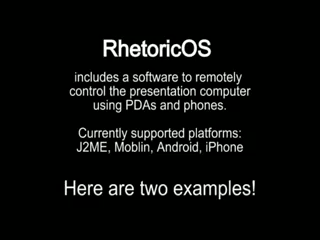 RhetoricOS
includes a software to remotely
control the presentation computer
using PDAs and phones.
Currently supported platforms:
J2ME, Moblin, Android, iPhone
Here are two examples!